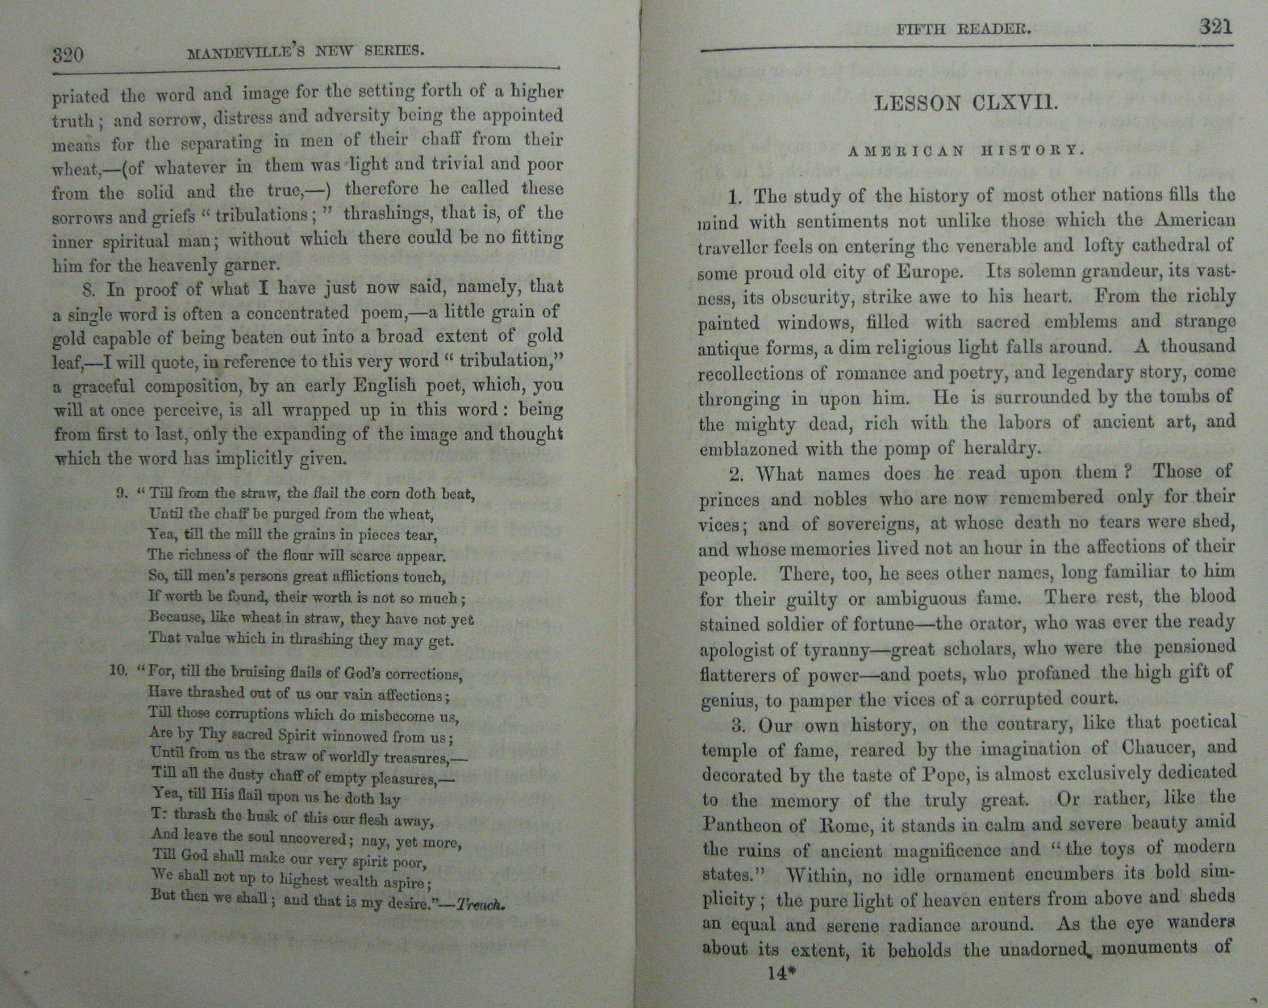 320 MANDEVILLE'S NEW SERIES.
priated the word and image for the setting forth of a higher
truth; and sorrow, distress and adversity being the appointed
means for the separating in men of their chaff from their
wheat,—(of whatever in them was light and trivial and poor
from the solid and the true,—) therefore he called these
sorrows and griefs "tribulations;" thrashings, that is, of the
inner spiritual man; without which there could be no fitting
him for the heavenly garner.
8. In proof of what I have just now said, namely, that
a single word is often a concentrated poem,—a little grain of
gold capable of being beaten out into a broad extent of gold
leaf,—I will quote, in reference to this very word "tribulation,"
a graceful composition, by an early English poet, which, you
will at once perceive, is all wrapped up in this word: being
from first to last, only the expanding of the image and thought
which the word has implicitly given.
9. "Till from the straw, the flail the corn doth beat,
Until the chaff be purged from the wheat,
Yea, till the mill the grains in pieces tear,
The richness of the flour will scarce appear.
So, till men's persons great afflictions touch,
If worth be found, their worth is not so much;
Because, like wheat in straw, they have not yet
That value which in thrashing they may get.
10. "For, till the bruising flails of God's corrections,
Have thrashed out of us our vain affections;
Till those corruptions which do misbecome us,
Are by Thy sacred Spirit winnowed from us;
Until from us the straw of worldly treasures,—
Till all the dusty chaff of empty pleasures,—
Yea, till His flail upon us he doth lay
T: thrash the husk of this our flesh away,
And leave the soul uncovered; nay, yet more,
Till God shall make our very spirit poor,
We shall not up to highest wealth aspire;
But then we shall; and that is my desire."—Trench.
FIFTH READER. 321
LESSON CLXVII.
AMERICAN HISTORY.
1. The study of the history of most other nations fills the
mind with sentiments not unlike those which the American
traveller feels on entering the venerable and lofty cathedral of
some proud old city of Europe. Its solemn grandeur, its vast-
ness, its obscurity, strike awe to his heart. From the richly
painted windows, filled with sacred emblems and strange
antique forms, a dim religious light falls around. A thousand
recollections of romance and poetry, and legendary story, come
thronging in upon him. He is surrounded by the tombs of
the mighty dead, rich with the labors of ancient art, and
emblazoned with the pomp of heraldry.
2. What names does he read upon them? Those of
princes and nobles who are now remembered only for their
vices; and of sovereigns, at whose death no tears were shed,
and whose memories lived not an hour in the affections of their
people. There, too, he sees other names, long familiar to him
for their guilty or ambiguous fame. There rest, the blood
stained soldier of fortune—the orator, who was ever the ready
apologist of tyranny—great scholars, who were the pensioned
flatterers of power—and poets, who profaned the high gift of
genius, to pamper the vices of a corrupted court.
3. Our own history, on the contrary, like that poetical
temple of fame, reared by the imagination of Chaucer, and
decorated by the taste of Pope, is almost exclusively dedicated
to the memory of the truly great. Or rather, like the
Pantheon of Rome, it stands in calm and severe beauty amid
the ruins of ancient magnificence and "the toys of modern
states." Within, no idle ornament encumbers its bold sim-
plicity; the pure light of heaven enters from above and sheds
an equal and serene radiance around. As the eye wanders
about its extent, it beholds the unadorned monuments of
14*